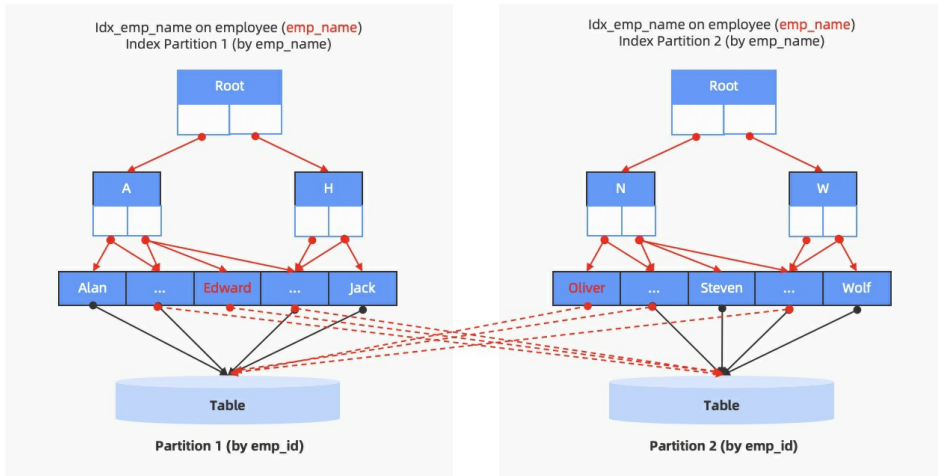 Idx_emp_name on employee (emp_name)
Index Partition 1 (by emp_name)
Root
A
H
Alan
...
Edward
...
Jack
Table
Partition 1 (by emp_id)
Idx_emp_name on employee (emp_name)
Index Partition 2 (by emp_name)
Root
N
W
Oliver
...
Steven
...
Wolf
Table
Partition 2 (by emp_id)